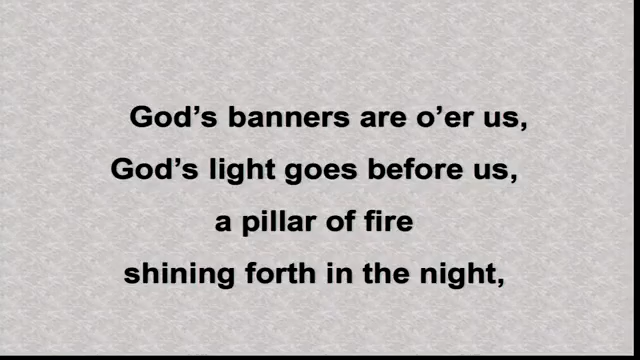 God’s banners are o’er us,
God’s light goes before us,
a pillar of fire
shining forth in the night,